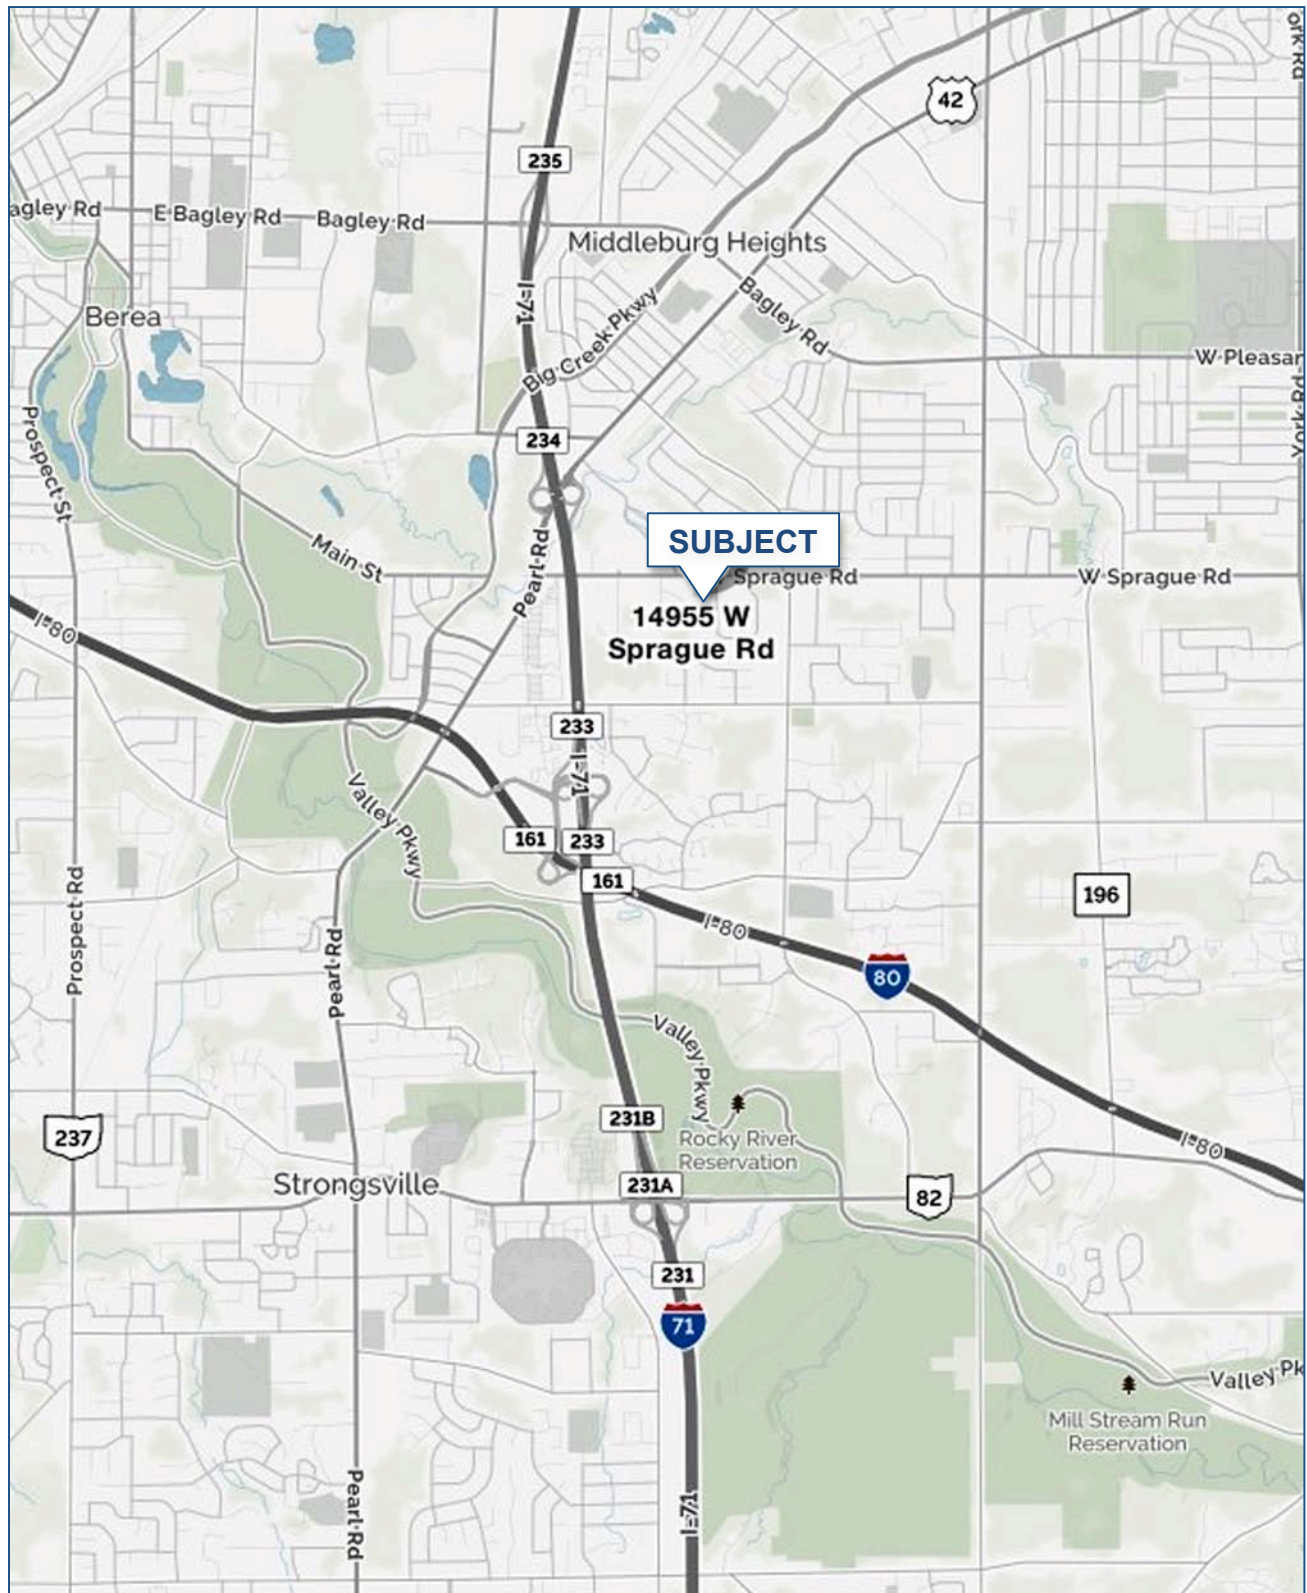 ork Rd
42
235
agley Rd
E Bagley Rd
Bagley Rd
Middleburg Heights
I-71
Bagley Rd
Big Creek Pkwy
Berea
W Pleasan
York Rd
Prospect St
234
SUBJECT
Main St
Pearl Rd
Sprague Rd
W Sprague Rd
14955 W
Sprague Rd
I-80
233
I-71
Valley Pkwy
161
233
161
196
Prospect Rd
Pearl Rd
I-80
80
Valley Pkwy
231B
237
Rocky River
Reservation
I-80
Strongsville
231A
82
231
71
Valley Pk
Mill Stream Run
Reservation
Pearl Rd
I-71